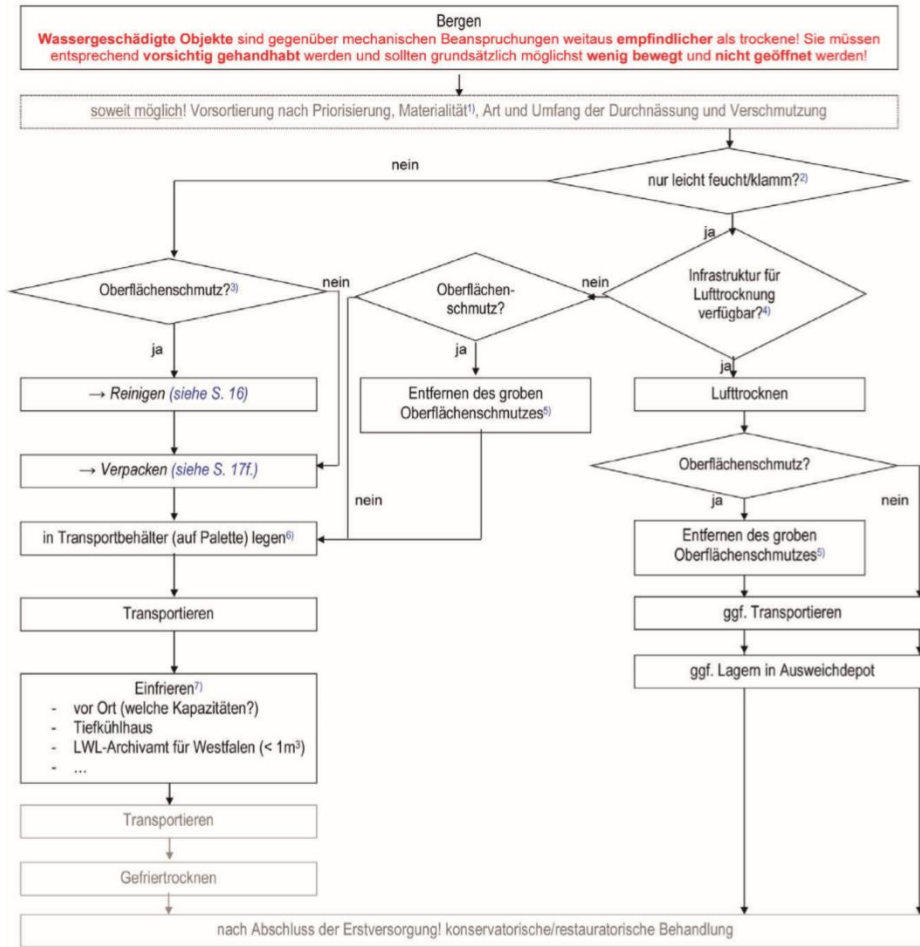 Bergen
Wassergeschädigte Objekte sind gegenüber mechanischen Beanspruchungen weitaus empfindlicher als trockene! Sie müssen
entsprechend vorsichtig gehandhabt werden und sollten grundsätzlich möglichst wenig bewegt und nicht geöffnet werden!
soweit möglich! Vorsortierung nach Priorisierung, Materialität1), Art und Umfang der Durchnässung und Verschmutzung
nein
nur leicht feucht/klamm?2)
ja
Oberflächenschmutz?3)
nein
Oberflächen-
schmutz?
nein
Infrastruktur für
Lufttrocknung
verfügbar?4)
ja
ja
ja
→ Reinigen (siehe S. 16)
Entfernen des groben
Oberflächenschmutzes5)
Lufttrocknen
→ Verpacken (siehe S. 17f.)
Oberflächenschmutz?
nein
ja
nein
in Transportbehälter (auf Palette) legen6)
Entfernen des groben
Oberflächenschmutzes5)
Transportieren
ggf. Transportieren
ggf. Lagern in Ausweichdepot
Einfrieren7)
- vor Ort (welche Kapazitäten?)
- Tiefkühlhaus
- LWL-Archivamt für Westfalen (< 1m3)
- …
Transportieren
Gefriertrocknen
nach Abschluss der Erstversorgung! konservatorische/restauratorische Behandlung